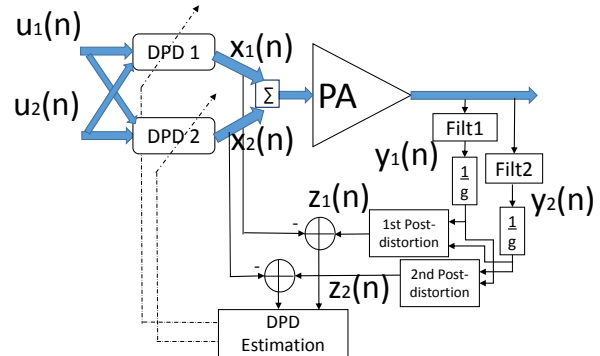 u1(n)
DPD 1
x1(n)
Σ
PA
u2(n)
DPD 2
x2(n)
Filt1
y1(n)
Filt2
1
g
y2(n)
1
g
z1(n)
-
1st Post-
distortion
-
2nd Post-
distortion
z2(n)
DPD
Estimation